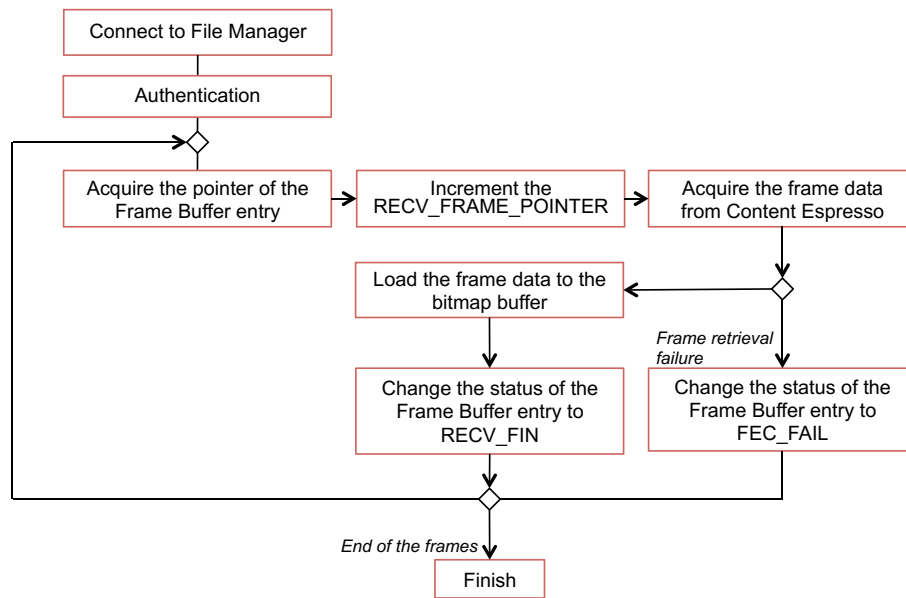 Connect to File Manager
Authentication
Acquire the pointer of the
Frame Buffer entry
Increment the
RECV_FRAME_POINTER
Acquire the frame data
from Content Espresso
Load the frame data to the
bitmap buffer
Frame retrieval
failure
Change the status of the
Frame Buffer entry to
RECV_FIN
Change the status of the
Frame Buffer entry to
FEC_FAIL
End of the frames
Finish